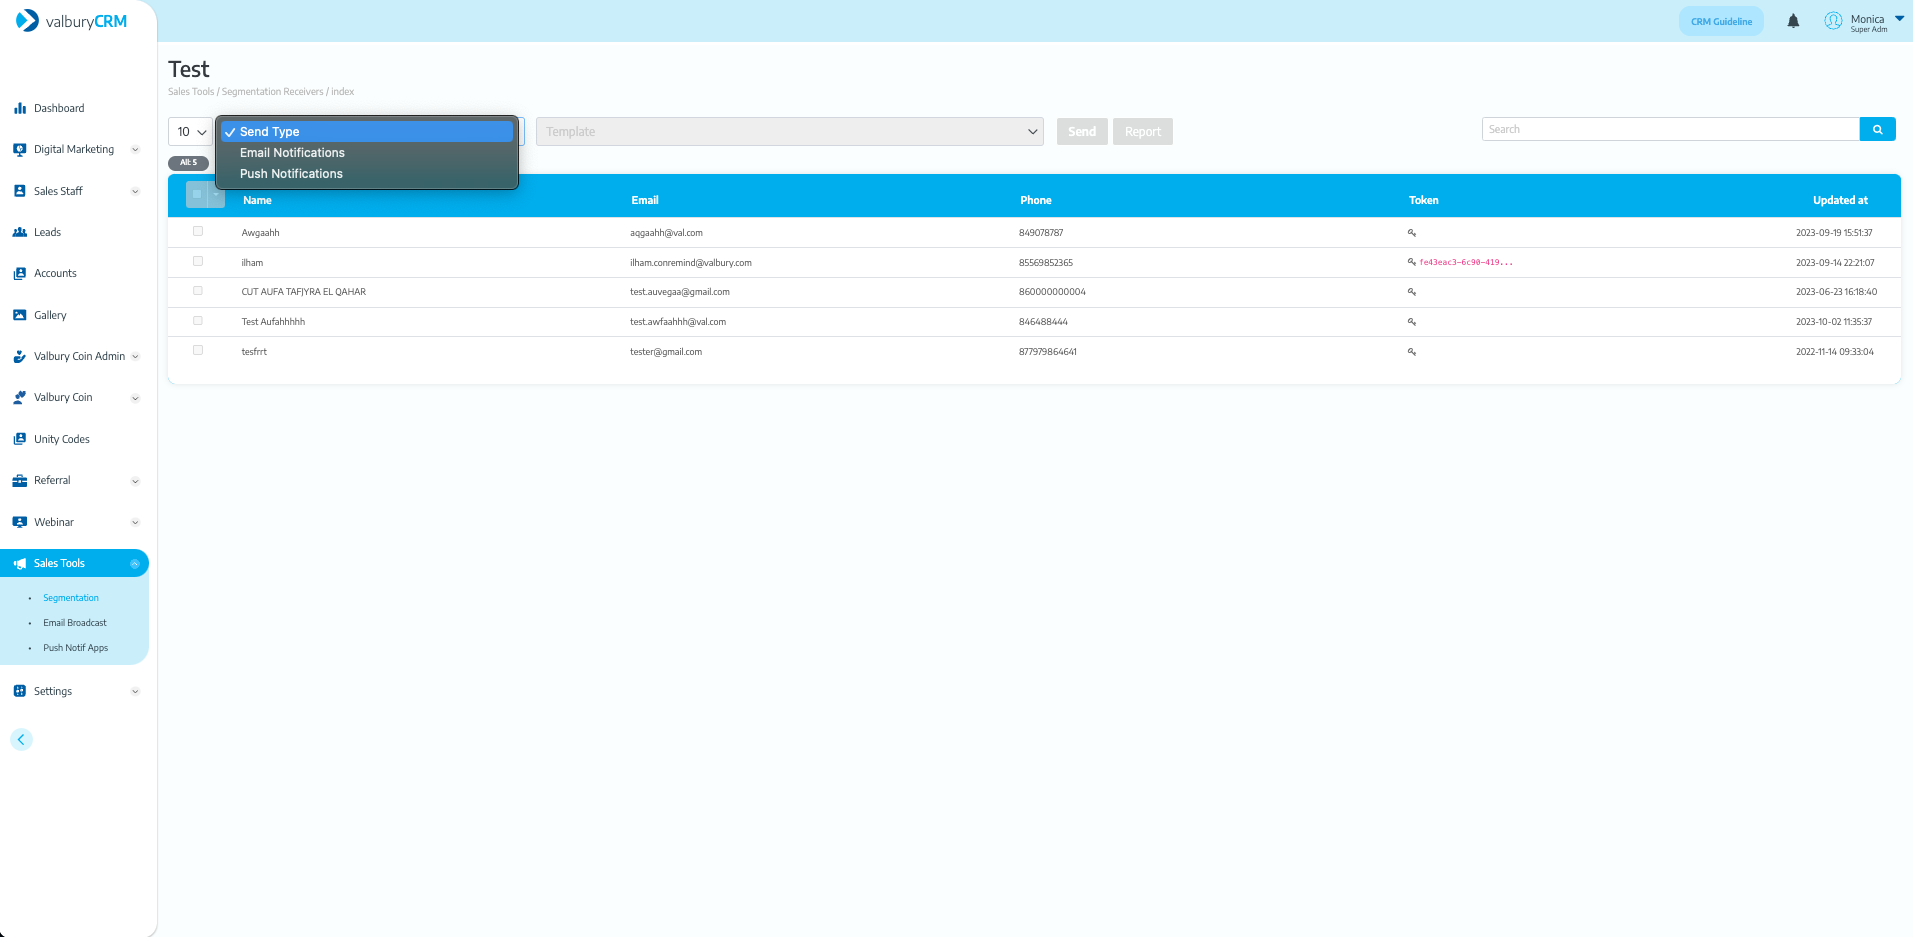 valburyCRM
CRM Guideline
Monica
Super Adm
Test
Sales Tools / Segmentation Receivers / index
Dashboard
Digital Marketing
Sales Staff
Leads
Accounts
Gallery
Valbury Coin Admin
Valbury Coin
Unity Codes
Referral
Webinar
Sales Tools
Segmentation
Email Broadcast
Push Notif Apps
Settings
10
Send Type
Email Notifications
Push Notifications
Template
Send
Report
Search
All: 5
Name Email Phone Token Updated at
Awgaahh aqgaahh@val.com 849078787 2023-09-19 15:51:37
ilham ilham.conremind@valbury.com 85569852365 fe43eac3-6c90-419... 2023-09-14 22:21:07
CUT AUFA TAFJYRA EL QAHAR test.auvegaa@gmail.com 860000000004 2023-06-23 16:18:40
Test Aufahhhhh test.awfaahhh@val.com 846488444 2023-10-02 11:35:37
tesfrrt tester@gmail.com 877979864641 2022-11-14 09:33:04